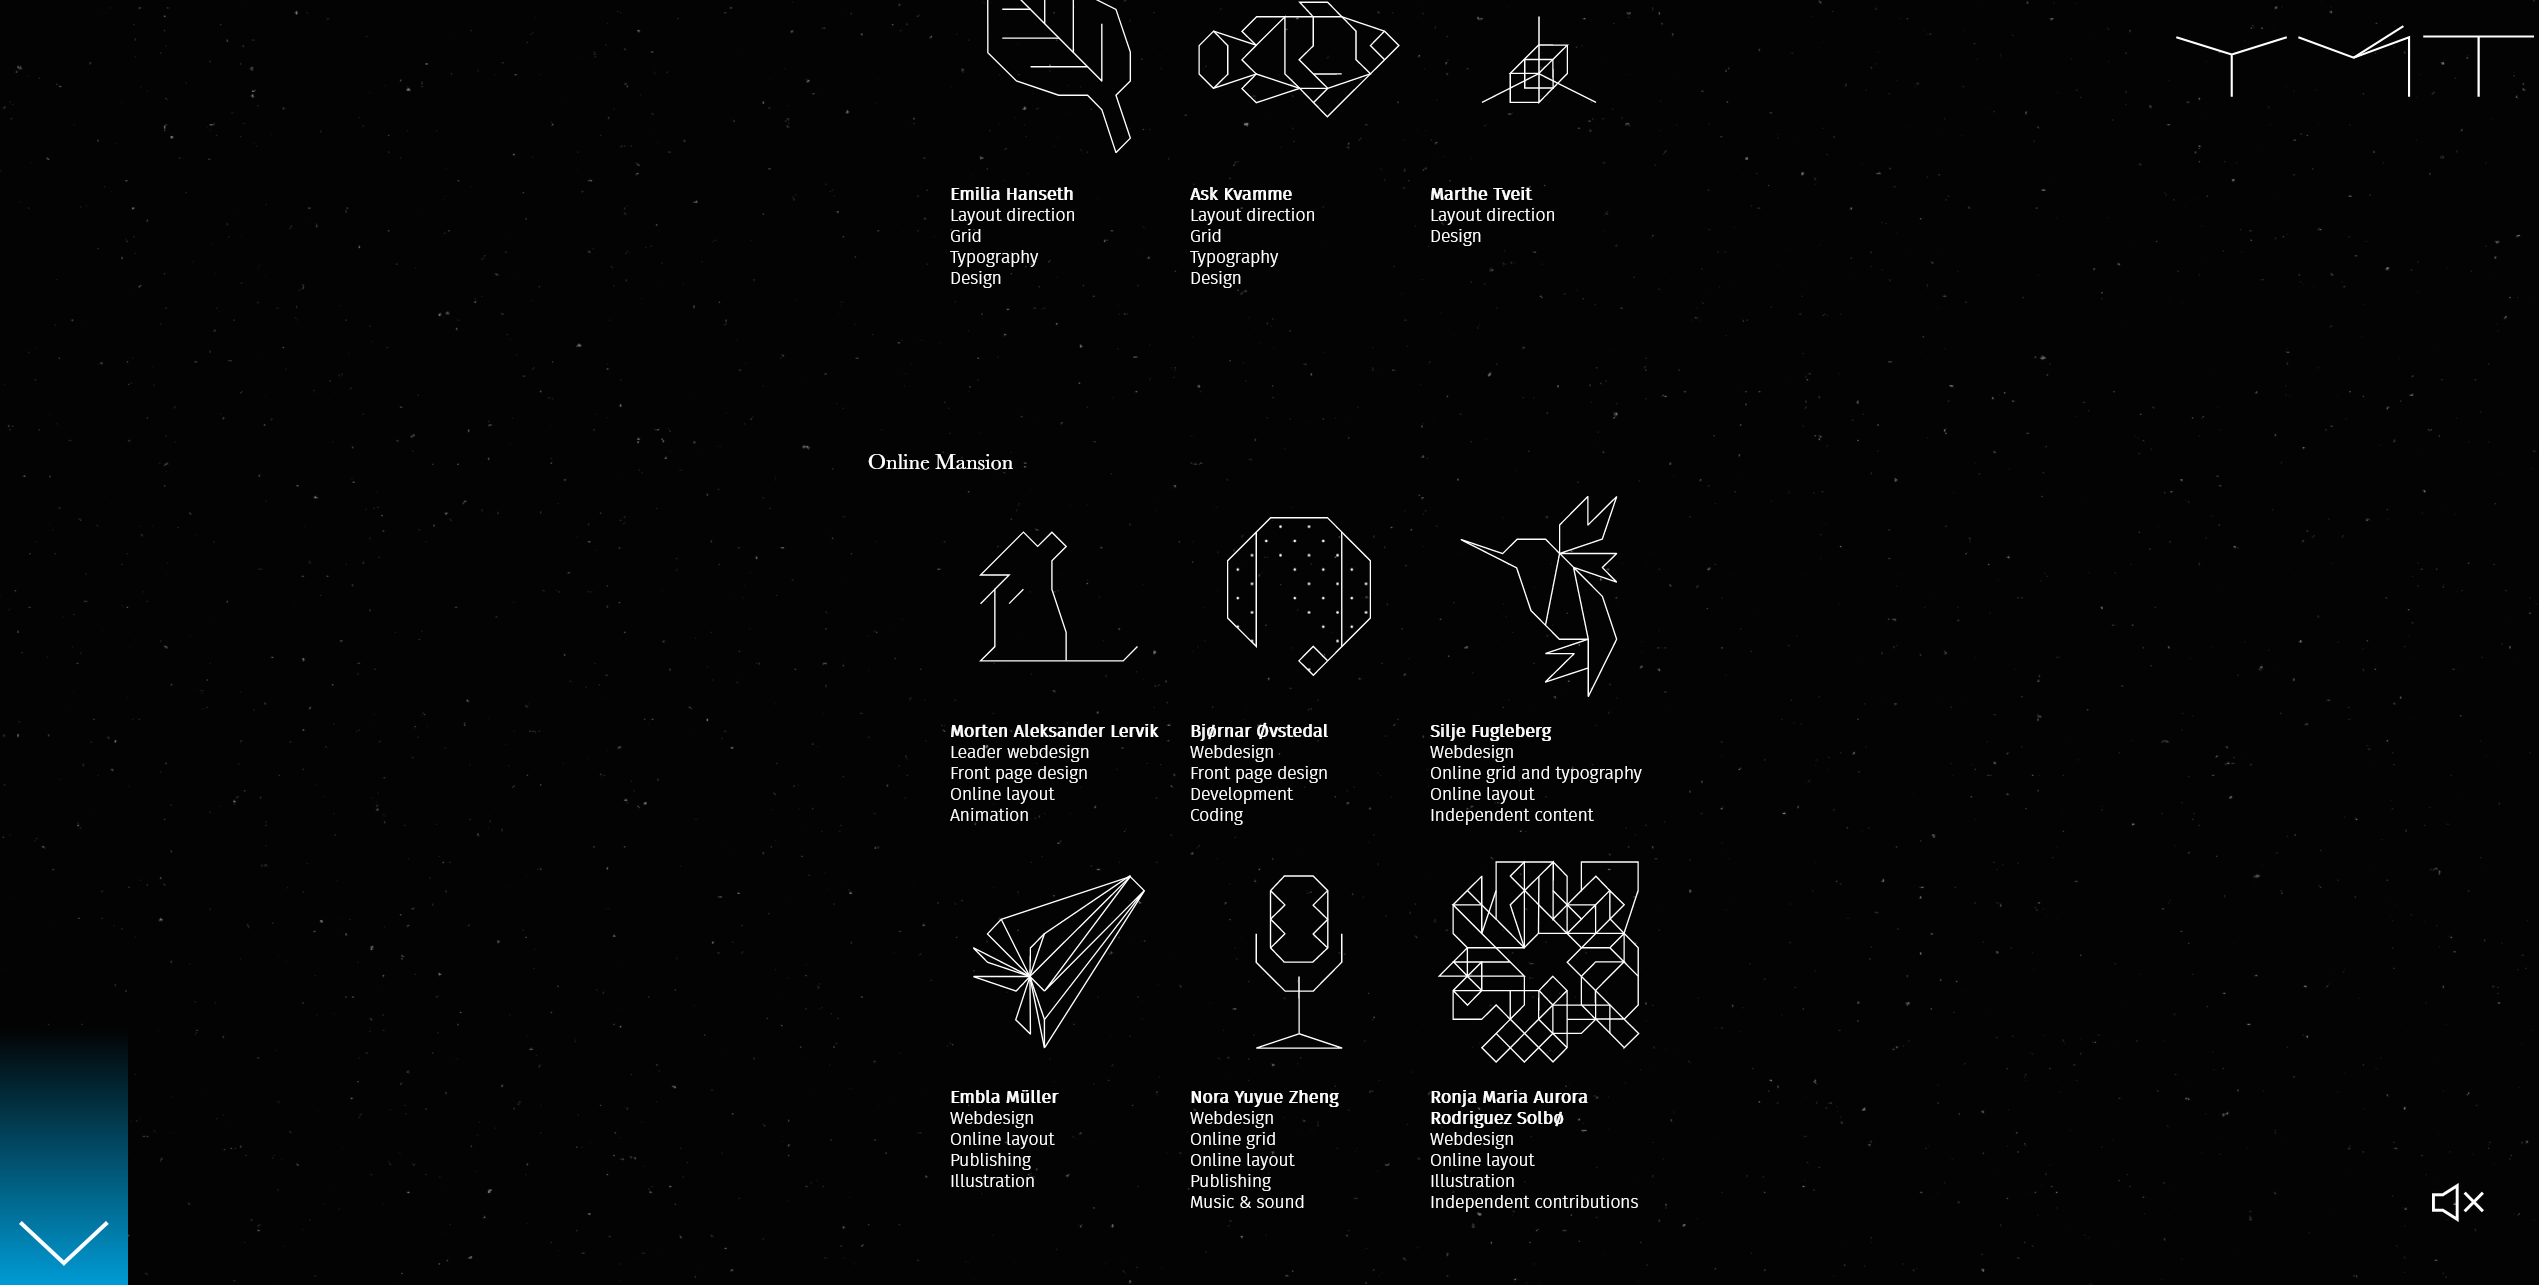 YMT
Emilia Hanseth
Layout direction
Grid
Typography
Design
Ask Kvamme
Layout direction
Grid
Typography
Design
Marthe Tveit
Layout direction
Design
Online Mansion
Morten Aleksander Lervik
Leader webdesign
Front page design
Online layout
Animation
Bjørnar Øvstedal
Webdesign
Front page design
Development
Coding
Silje Fugleberg
Webdesign
Online grid and typography
Online layout
Independent content
Embla Müller
Webdesign
Online layout
Publishing
Illustration
Nora Yuyue Zheng
Webdesign
Online grid
Online layout
Publishing
Music & sound
Ronja Maria Aurora
Rodriguez Solbø
Webdesign
Online layout
Illustration
Independent contributions